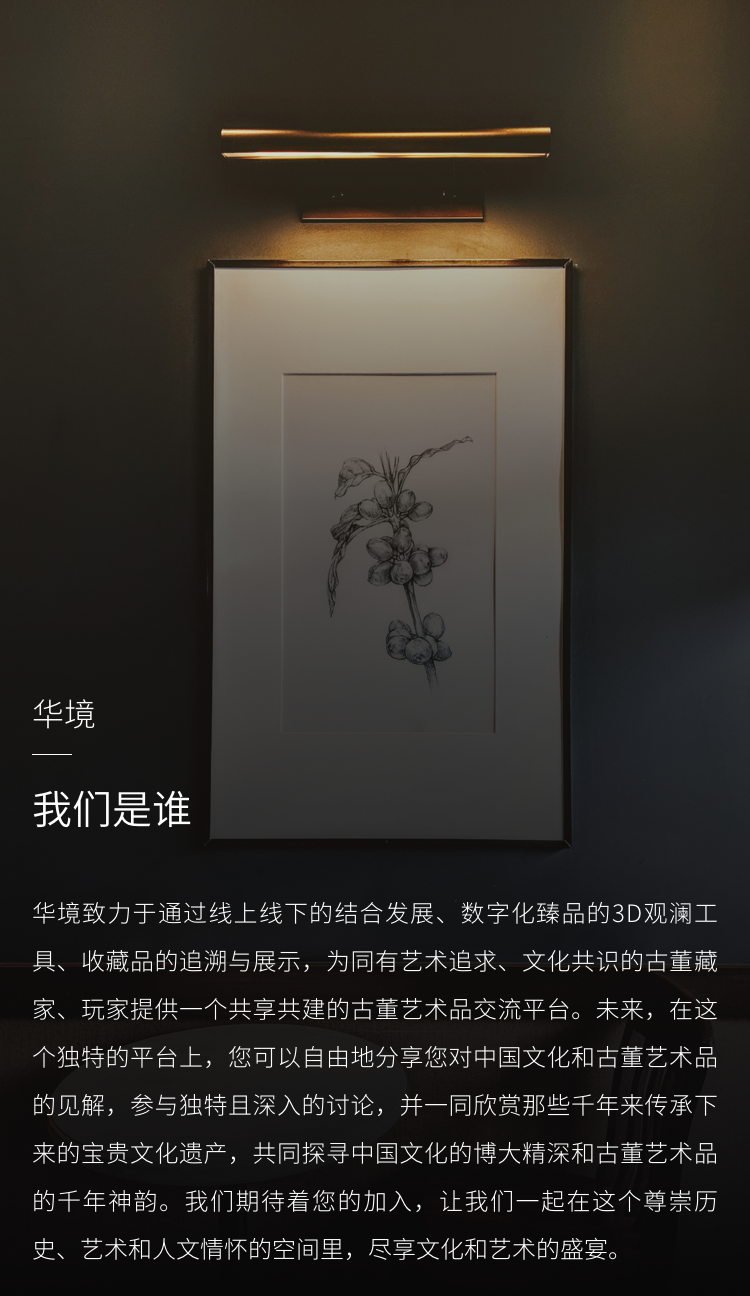 华境
我们是谁
华境致力于通过线上线下的结合发展、数字化臻品的3D观澜工
具、收藏品的追溯与展示，为同有艺术追求、文化共识的古董藏
家、玩家提供一个共享共建的古董艺术品交流平台。未来，在这
个独特的平台上，您可以自由地分享您对中国文化和古董艺术品
的见解，参与独特且深入的讨论，并一同欣赏那些千年来传承下
来的宝贵文化遗产，共同探寻中国文化的博大精深和古董艺术品
的千年神韵。我们期待着您的加入，让我们一起在这个尊崇历
史、艺术和人文情怀的空间里，尽享文化和艺术的盛宴。